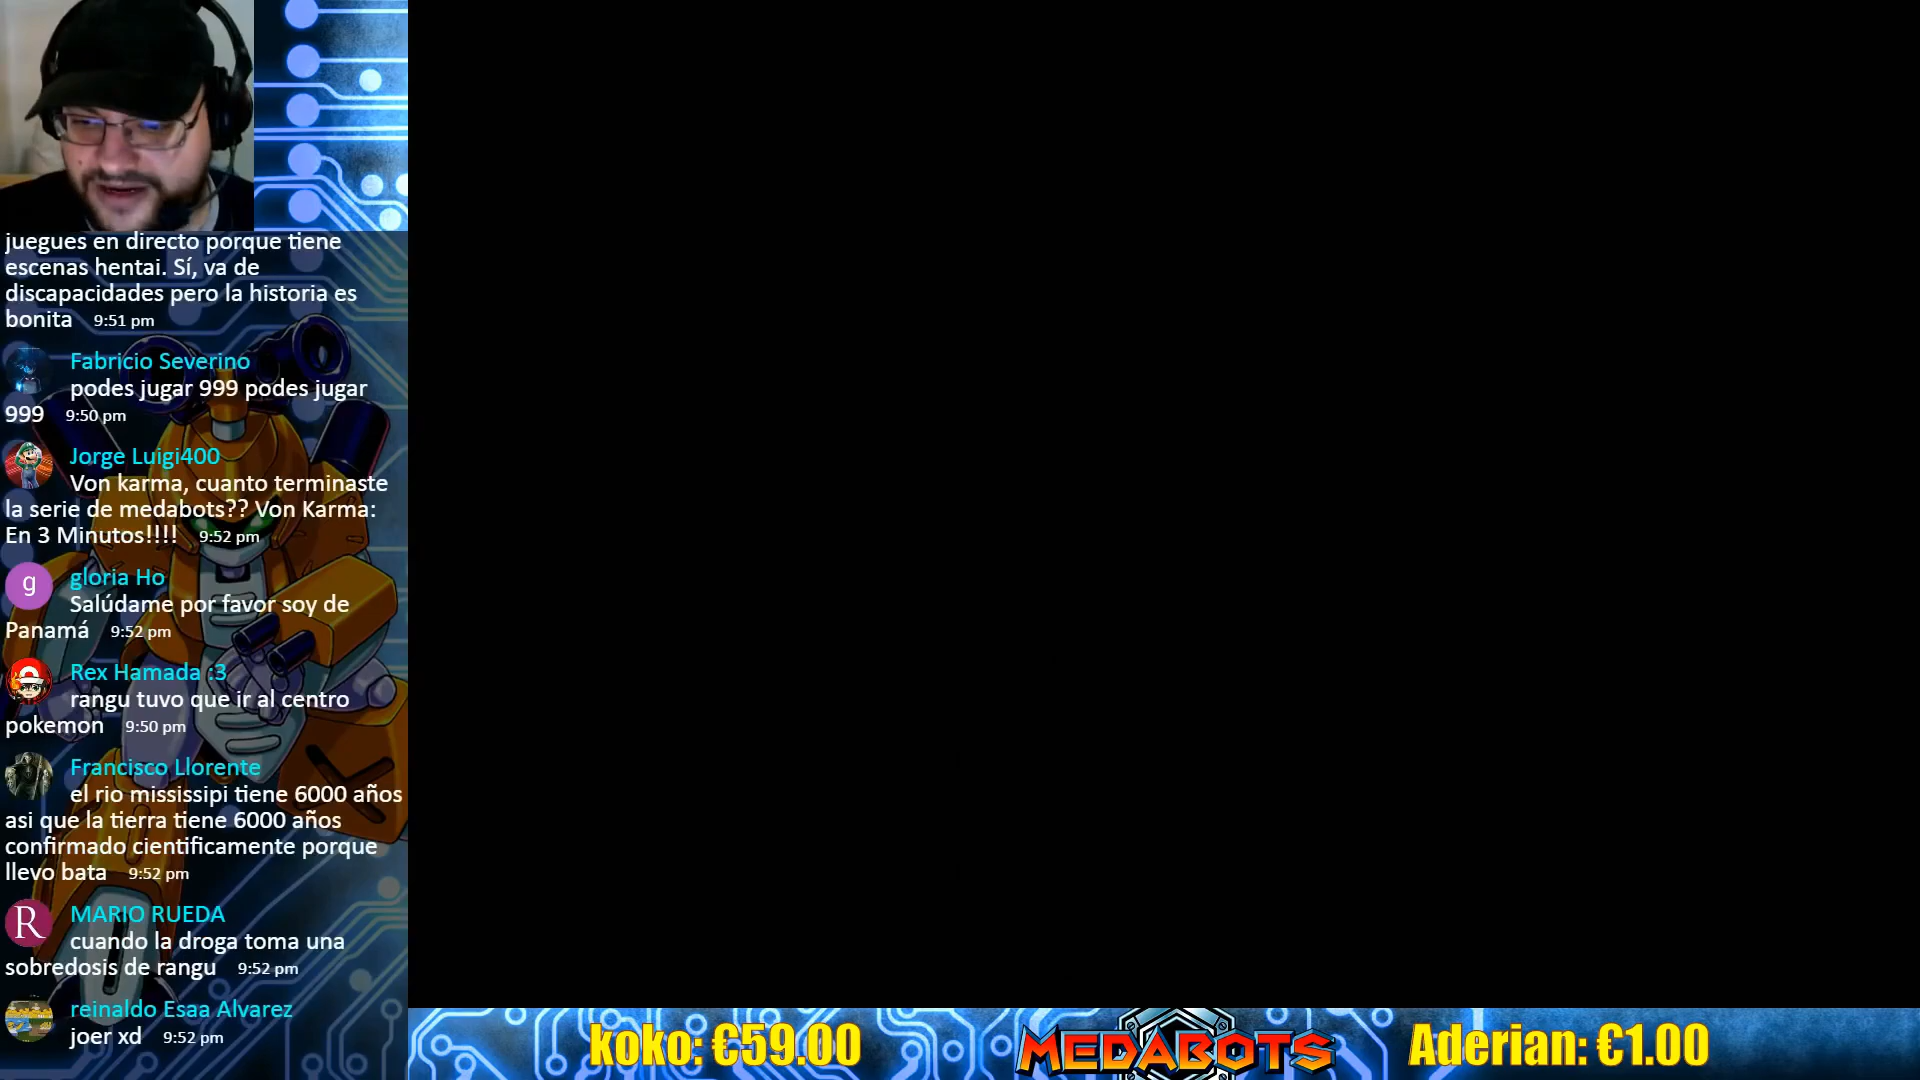 juegues en directo porque tiene
escenas hentai. Sí, va de
discapacidades pero la historia es
bonita 9:51 pm
Fabricio Severino
podes jugar 999 podes jugar
999 9:50 pm
Jorge Luigi400
Von karma, cuanto terminaste
la serie de medabots?? Von Karma:
En 3 Minutos!!!! 9:52 pm
g gloria Ho
Salúdame por favor soy de
Panamá 9:52 pm
Rex Hamada :3
rangu tuvo que ir al centro
pokemon 9:50 pm
Francisco Llorente
el rio mississipi tiene 6000 años
asi que la tierra tiene 6000 años
confirmado cientificamente porque
llevo bata 9:52 pm
R MARIO RUEDA
cuando la droga toma una
sobredosis de rangu 9:52 pm
reinaldo Esaa Alvarez
joer xd 9:52 pm
koko: €59.00 MEDABOTS Aderian: €1.00